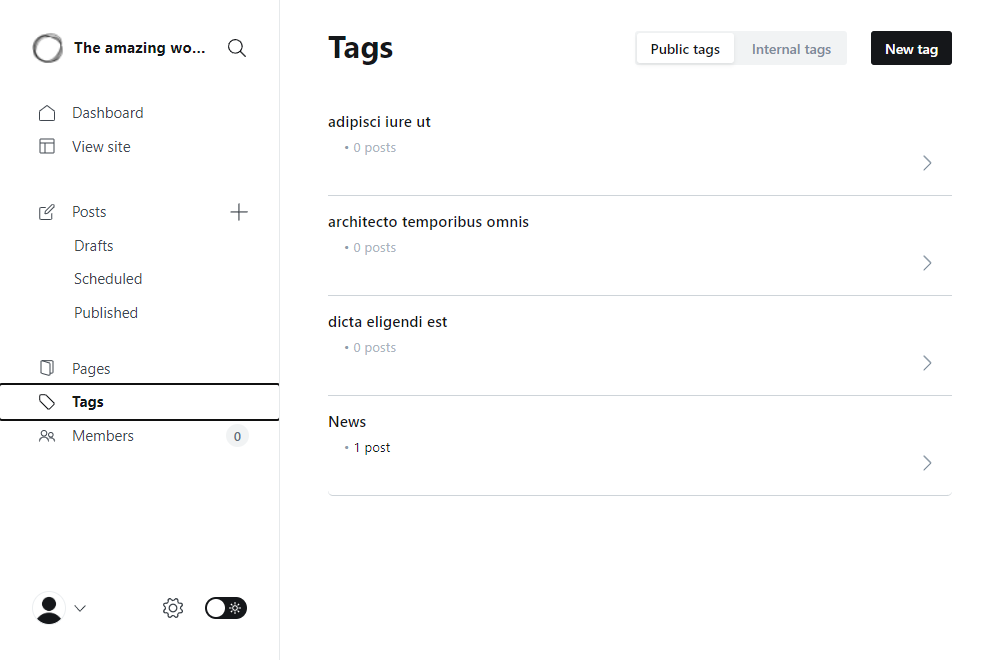 The amazing wo...
Dashboard
View site
Posts
Drafts
Scheduled
Published
Pages
Tags
Members
0
Tags
Public tags
Internal tags
New tag
adipisci iure ut
• 0 posts
architecto temporibus omnis
• 0 posts
dicta eligendi est
• 0 posts
News
• 1 post